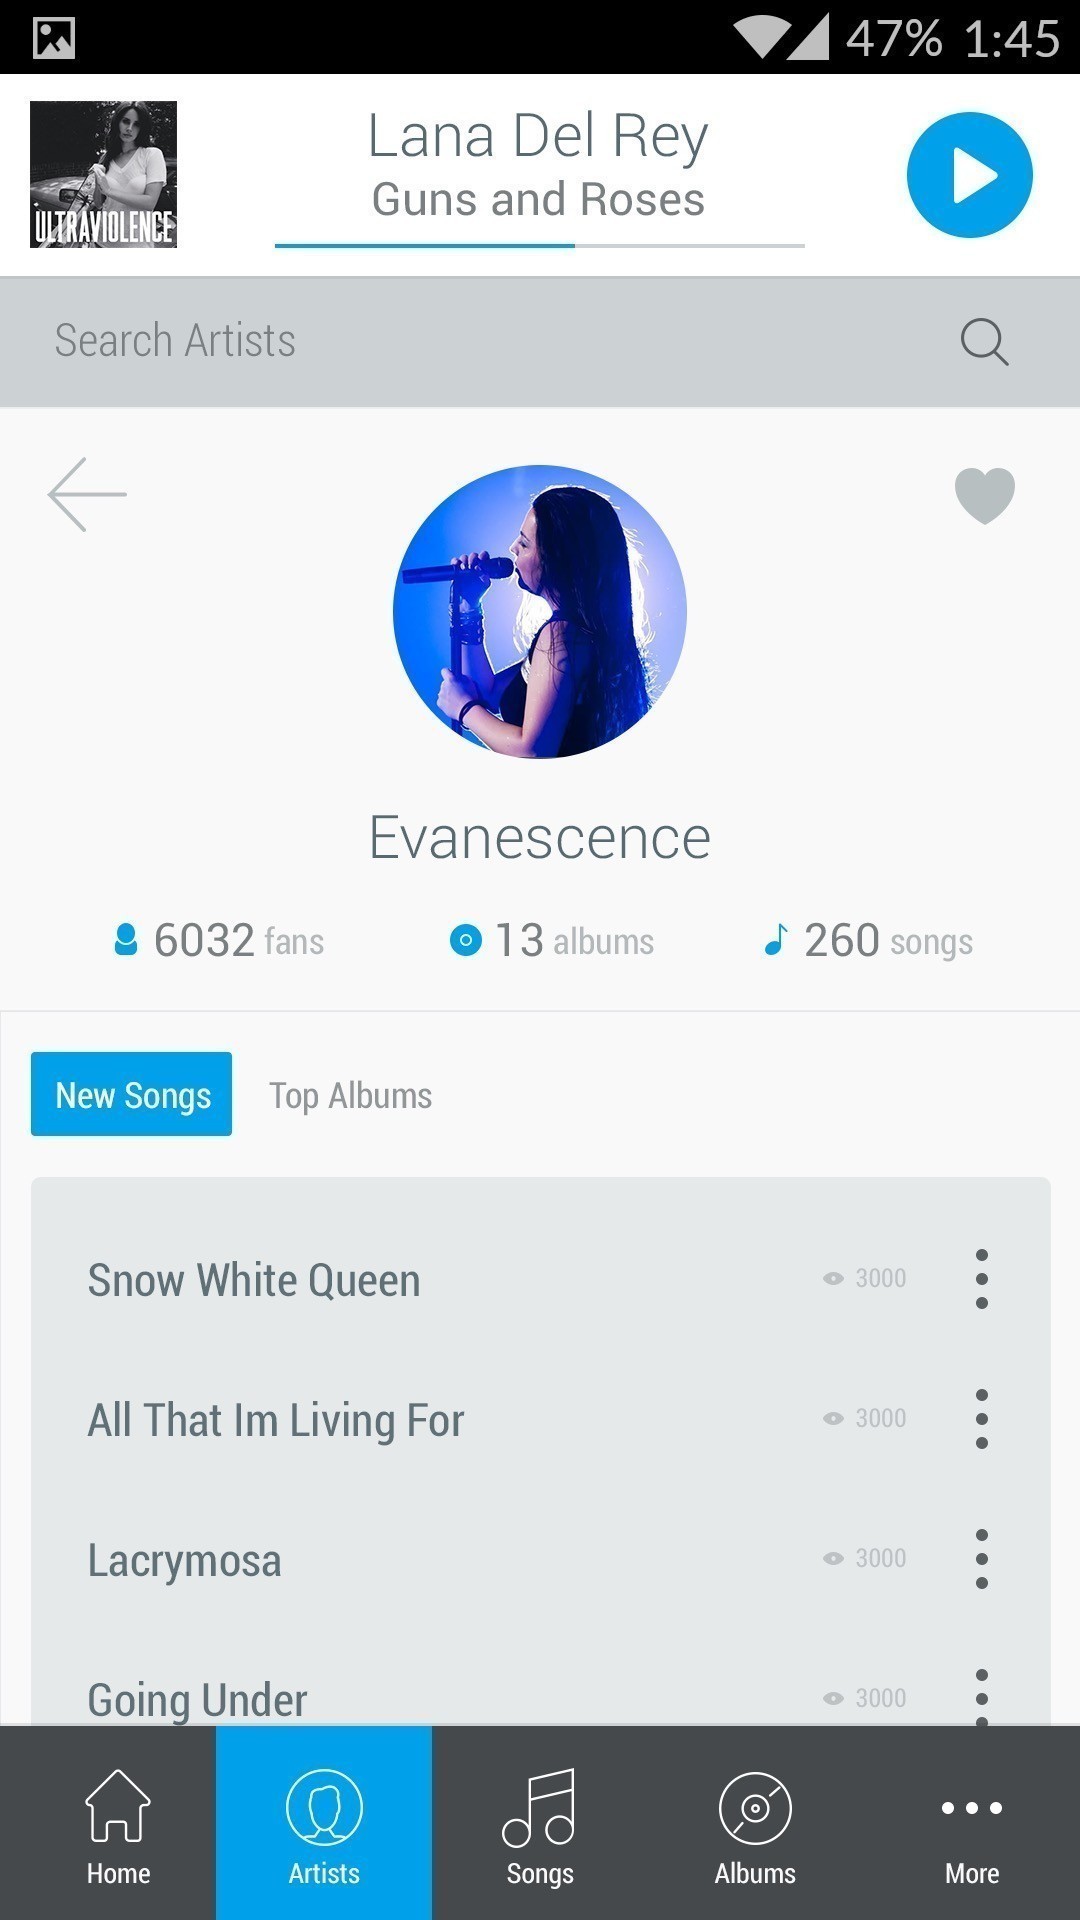 47% 1:45
ULTRAVIOLENCE
Lana Del Rey
Guns and Roses
Search Artists
Evanescence
6032 fans 13 albums 260 songs
New Songs Top Albums
Snow White Queen 3000
All That Im Living For 3000
Lacrymosa 3000
Going Under 3000
Home Artists Songs Albums More